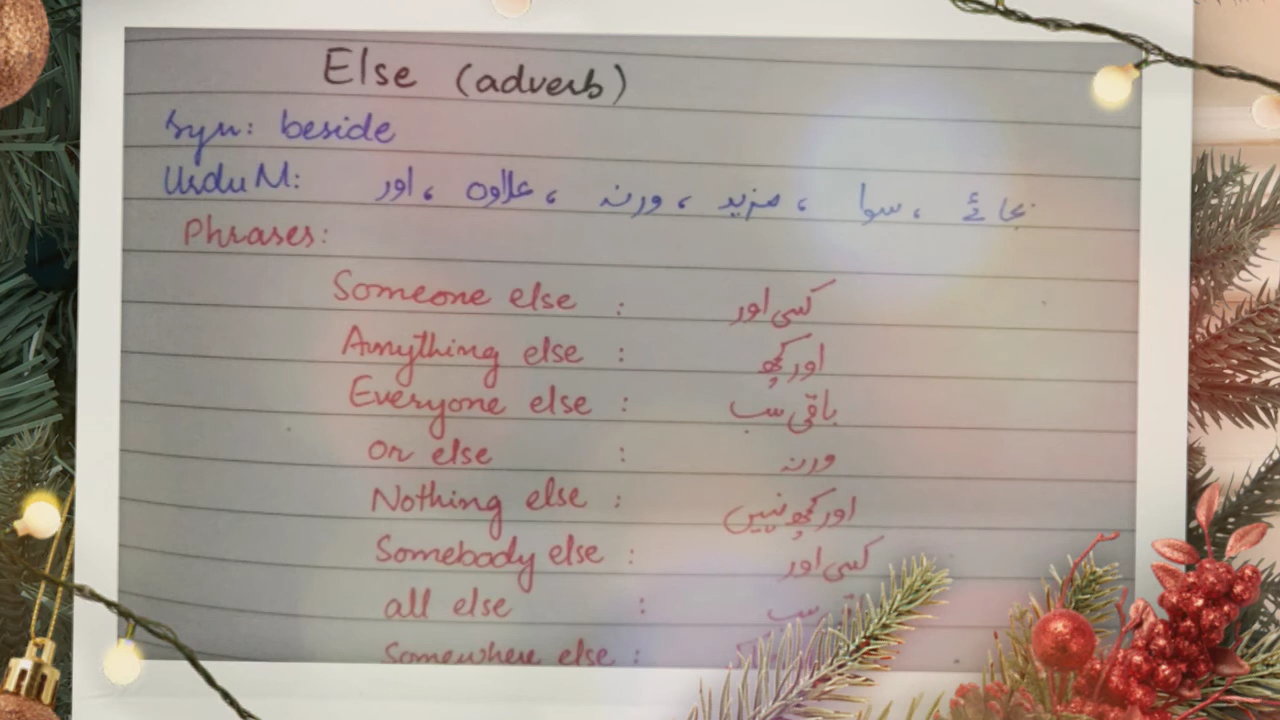 Else (adverb)
Syn: beside
Urdu M: اور ، علاوہ ، ورنہ ، مزید ، سوا ، بجائے
Phrases:
Someone else : کسی اور
Anything else : اور کچھ
Everyone else : باقی سب
or else : ورنہ
Nothing else : اور کچھ نہیں
Somebody else : کسی اور
all else : سب
Somewhere else :